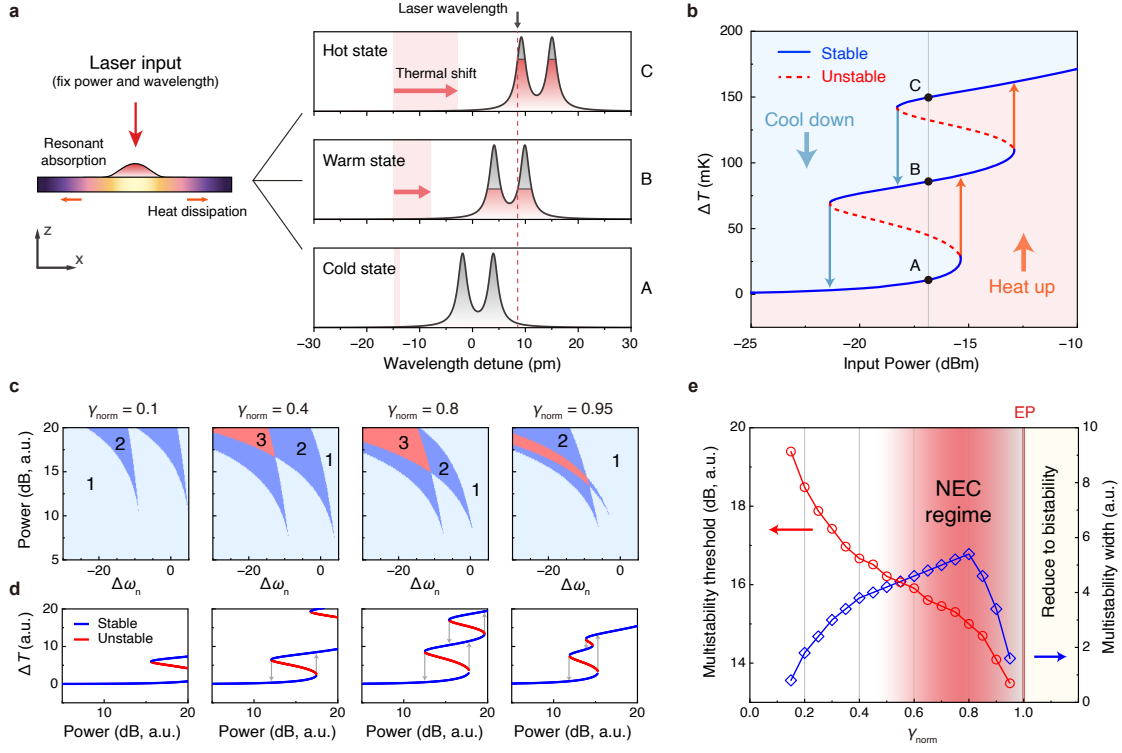 a
Laser input
(fix power and wavelength)
Resonant
absorption
Heat dissipation
z
x
Laser wavelength
Hot state
Thermal shift
C
Warm state
B
Cold state
A
−30 −20 −10 0 10 20 30
Wavelength detune (pm)
b
200
150
100
50
0
ΔT (mK)
Stable
Unstable
Cool down
Heat up
C
B
A
−25 −20 −15 −10
Input Power (dBm)
c
γnorm = 0.1 γnorm = 0.4 γnorm = 0.8 γnorm = 0.95
20
15
10
5
Power (dB, a.u.)
1 2
3 2 1
3 2 1
2 1
−20 0 −20 0 −20 0 −20 0
Δωn Δωn Δωn Δωn
d
20
10
0
ΔT (a.u.)
Stable
Unstable
10 20 10 20 10 20 10 20
Power (dB, a.u.) Power (dB, a.u.) Power (dB, a.u.) Power (dB, a.u.)
e
EP
20
18
16
14
Multistability threshold (dB, a.u.)
NEC
regime
Reduce to bistability
10
8
6
4
2
0
Multistability width (a.u.)
0.0 0.2 0.4 0.6 0.8 1.0
γnorm